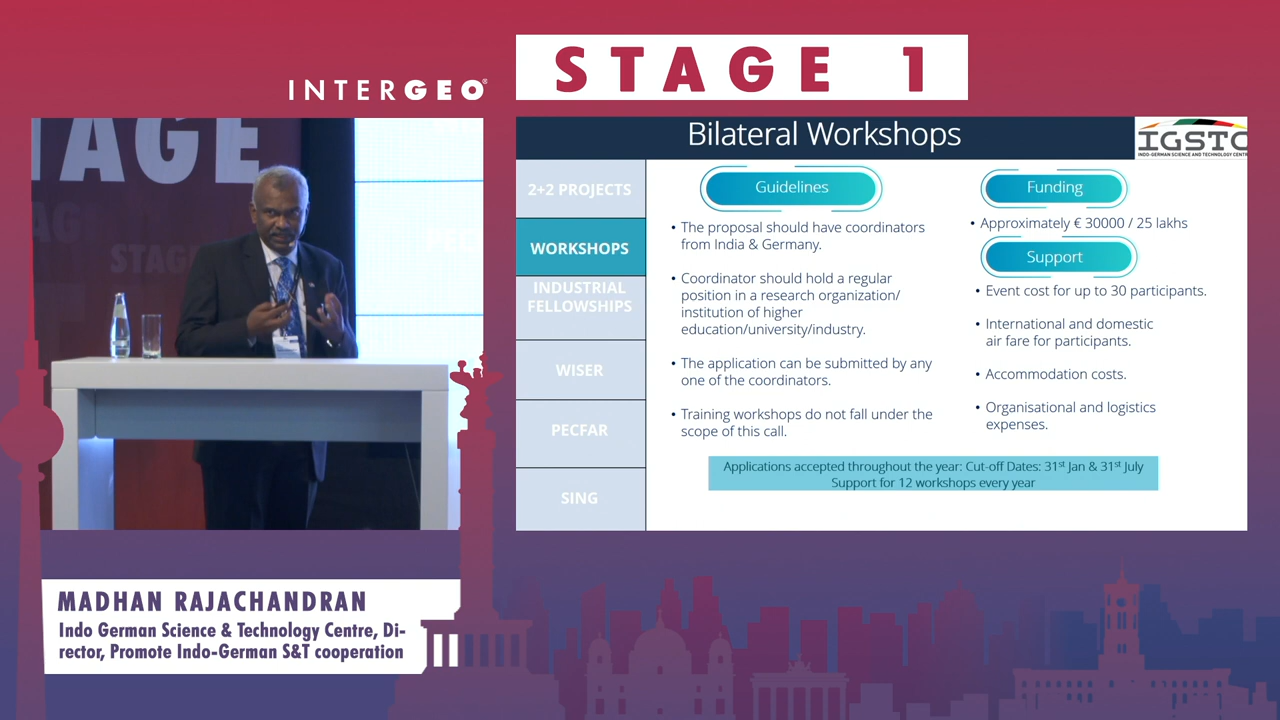 STAGE 1
INTERGEO®
TAGE
STAGE
Bilateral Workshops
IGSTC
INDO-GERMAN SCIENCE AND TECHNOLOGY CENTR
2+2 PROJECTS
WORKSHOPS
INDUSTRIAL
FELLOWSHIPS
WISER
PECFAR
SING
Guidelines
• The proposal should have coordinators
from India & Germany.
• Coordinator should hold a regular
position in a research organization/
institution of higher
education/university/industry.
• The application can be submitted by any
one of the coordinators.
• Training workshops do not fall under the
scope of this call.
Funding
• Approximately € 30000 / 25 lakhs
Support
• Event cost for up to 30 participants.
• International and domestic
air fare for participants.
• Accommodation costs.
• Organisational and logistics
expenses.
Applications accepted throughout the year: Cut-off Dates: 31st Jan & 31st July
Support for 12 workshops every year
MADHAN RAJACHANDRAN
Indo German Science & Technology Centre, Di-
rector, Promote Indo-German S&T cooperation